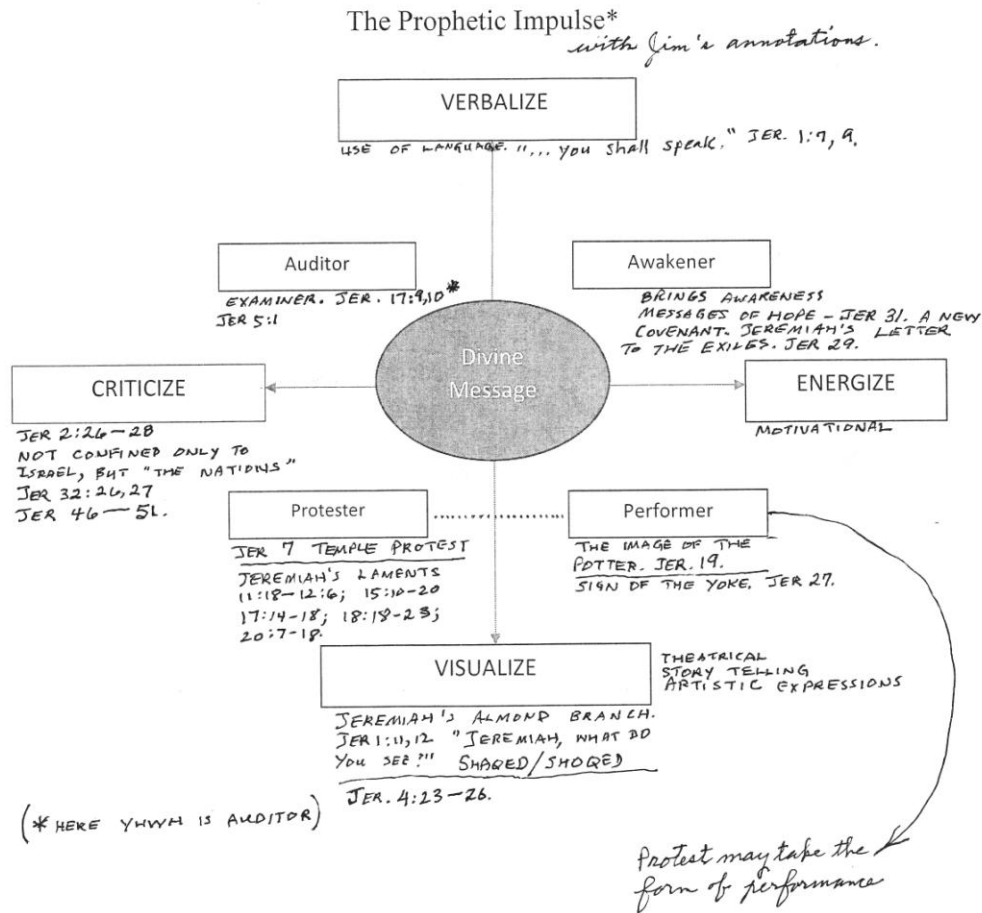 The Prophetic Impulse*
with Jim's annotations.
VERBALIZE
USE OF LANGUAGE. "... you shall speak." JER. 1:7, 9.
Auditor
EXAMINER. JER. 17:9,10*
JER 5:1
Awakener
BRINGS AWARENESS
MESSAGES OF HOPE – JER 31. A NEW
COVENANT. JEREMIAH'S LETTER
TO THE EXILES. JER 29.
Divine
Message
CRITICIZE
JER 2:26–28
NOT CONFINED ONLY TO
ISRAEL, BUT "THE NATIONS"
JER 32:26,27
JER 46 — 51.
ENERGIZE
MOTIVATIONAL
Protester
JER 7 TEMPLE PROTEST
JEREMIAH'S LAMENTS
11:18–12:6; 15:10–20
17:14–18; 18:18–23;
20:7–18.
Performer
THE IMAGE OF THE
POTTER. JER. 19.
SIGN OF THE YOKE, JER 27.
VISUALIZE
THEATRICAL
STORY TELLING
ARTISTIC EXPRESSIONS
JEREMIAH'S ALMOND BRANCH.
JER 1:11,12 "JEREMIAH, WHAT DO
YOU SEE?" SHAQED/SHOQED
JER. 4:23–26.
(* HERE YHWH IS AUDITOR)
Protest may take the
form of performance